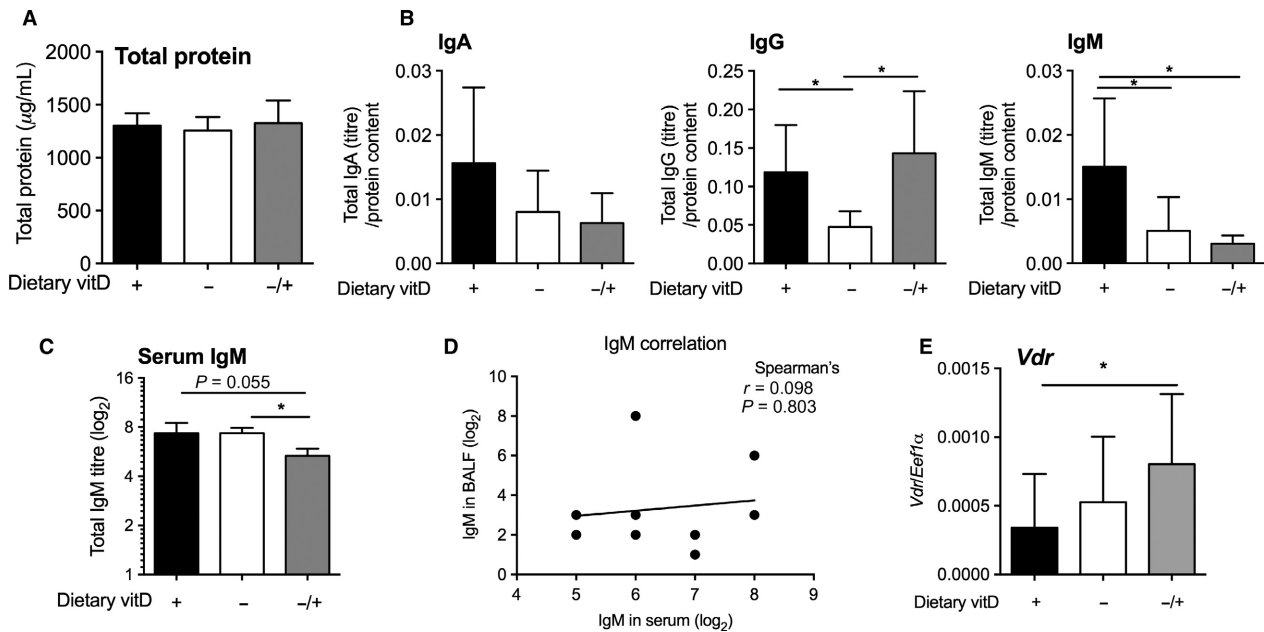 A
Total protein
Total protein (µg/mL)
2000
1500
1000
500
0
Dietary vitD + – –/+
B
IgA
Total IgA (titre)
/protein content
0.03
0.02
0.01
0.00
Dietary vitD + – –/+
IgG
Total IgG (titre)
/protein content
0.25
0.20
0.15
0.10
0.05
0.00
* *
Dietary vitD + – –/+
IgM
Total IgM (titre)
/protein content
0.03
0.02
0.01
0.00
*
*
Dietary vitD + – –/+
C
Serum IgM
Total IgM titre (log2)
16
8
4
2
1
P = 0.055
*
Dietary vitD + – –/+
D
IgM correlation
Spearman's
r = 0.098
P = 0.803
IgM in BALF (log2)
10
8
6
4
2
0
4 5 6 7 8 9
IgM in serum (log2)
E
Vdr
*
Vdr/Eef1α
0.0015
0.0010
0.0005
0.0000
Dietary vitD + – –/+